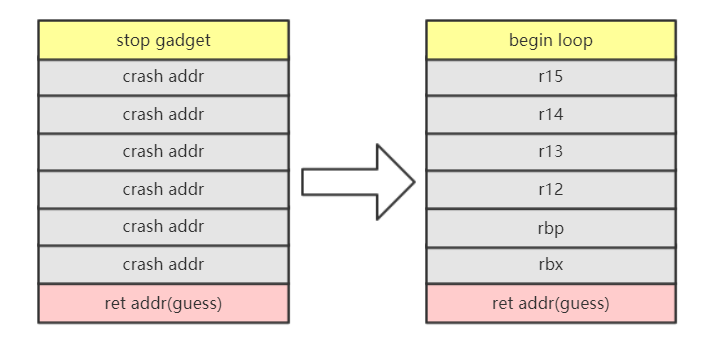 stop gadget
crash addr
crash addr
crash addr
crash addr
crash addr
crash addr
ret addr(guess)
begin loop
r15
r14
r13
r12
rbp
rbx
ret addr(guess)